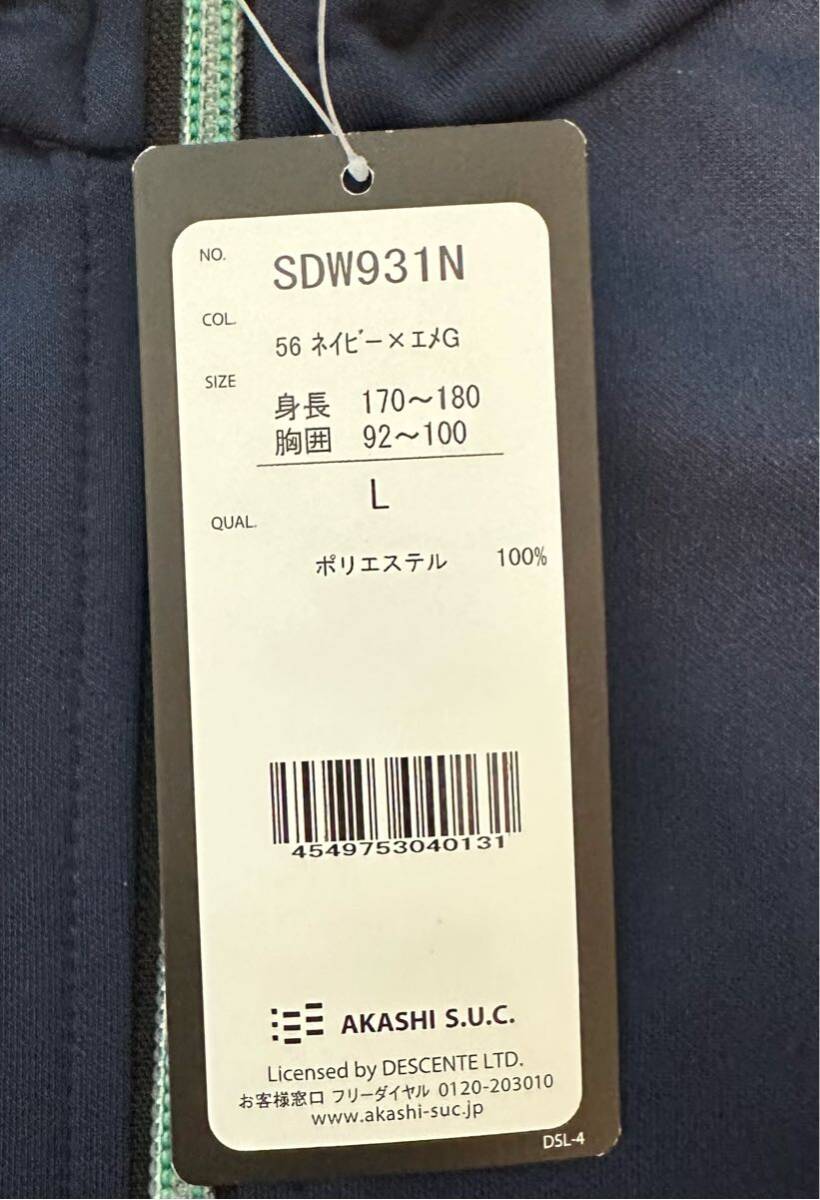 NO. SDW931N
COL. 56 ネイビー×エメG
SIZE 身長 170～180
胸囲 92～100
L
QUAL.
ポリエステル 100%
4549753040131
AKASHI S.U.C.
Licensed by DESCENTE LTD.
お客様窓口 フリーダイヤル 0120-203010
www.akashi-suc.jp
DSL-4